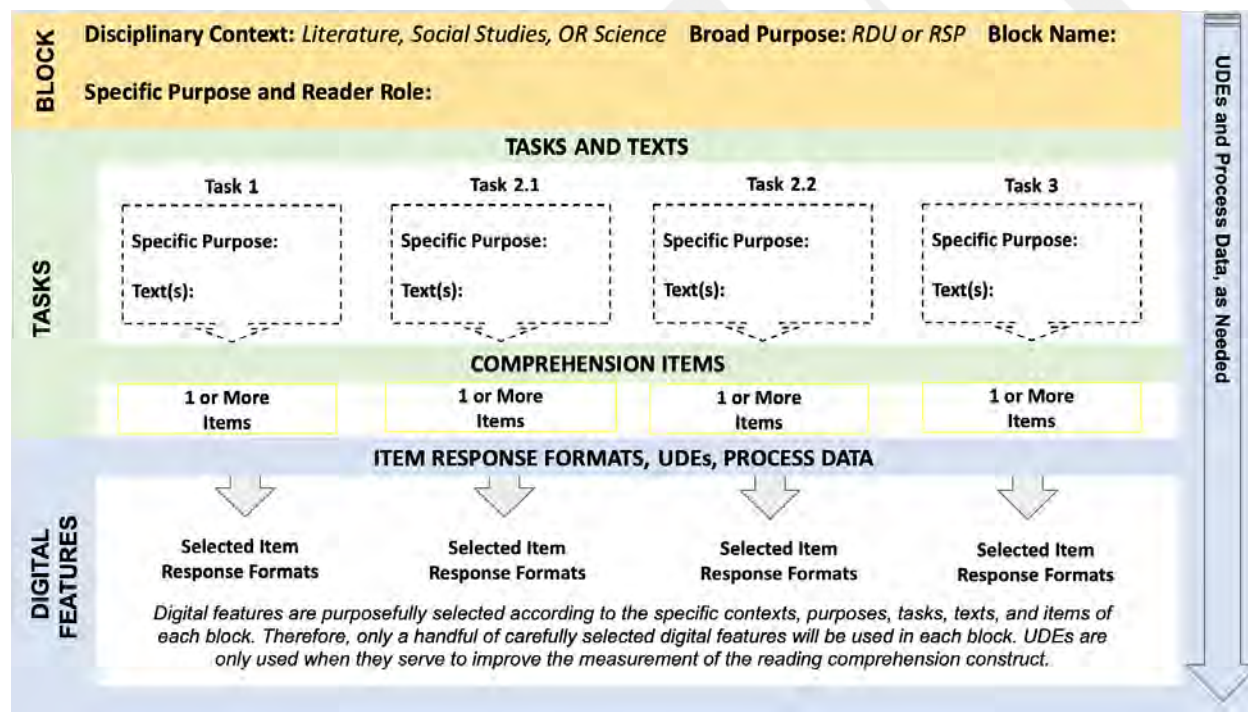 BLOCK
Disciplinary Context: Literature, Social Studies, OR Science Broad Purpose: RDU or RSP Block Name:
Specific Purpose and Reader Role:
TASKS
TASKS AND TEXTS
Task 1 Task 2.1 Task 2.2 Task 3
Specific Purpose: Specific Purpose: Specific Purpose: Specific Purpose:
Text(s): Text(s): Text(s): Text(s):
COMPREHENSION ITEMS
1 or More 1 or More 1 or More 1 or More
Items Items Items Items
DIGITAL
FEATURES
ITEM RESPONSE FORMATS, UDEs, PROCESS DATA
Selected Item Selected Item Selected Item Selected Item
Response Formats Response Formats Response Formats Response Formats
Digital features are purposefully selected according to the specific contexts, purposes, tasks, texts, and items of
each block. Therefore, only a handful of carefully selected digital features will be used in each block. UDEs are
only used when they serve to improve the measurement of the reading comprehension construct.
UDEs and Process Data, as Needed